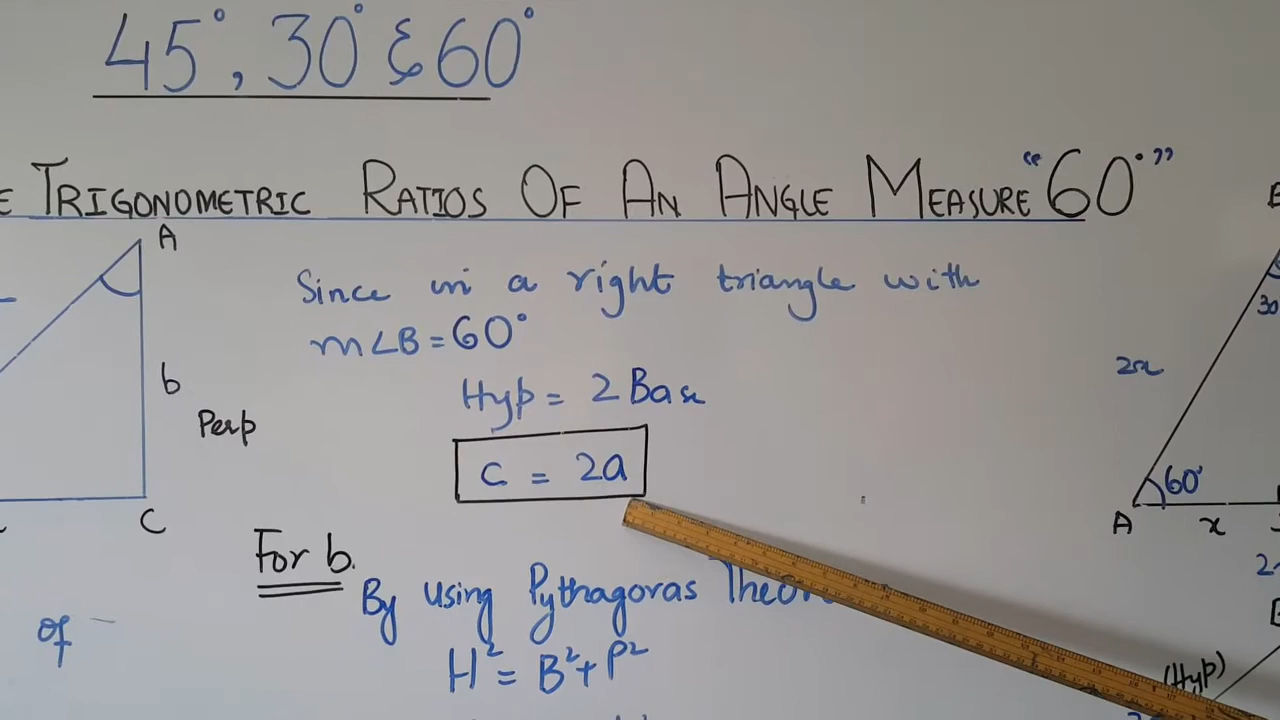 45°, 30° & 60°
TRIGONOMETRIC RATIOS OF AN ANGLE MEASURE "60°"
A
Since in a right triangle with
m∠B = 60°
b
Perp
Hyp = 2 Base
C = 2a
C
For b.
By using Pythagoras
H² = B² + P²
of
30
2x
60°
A
x
(Hyp)